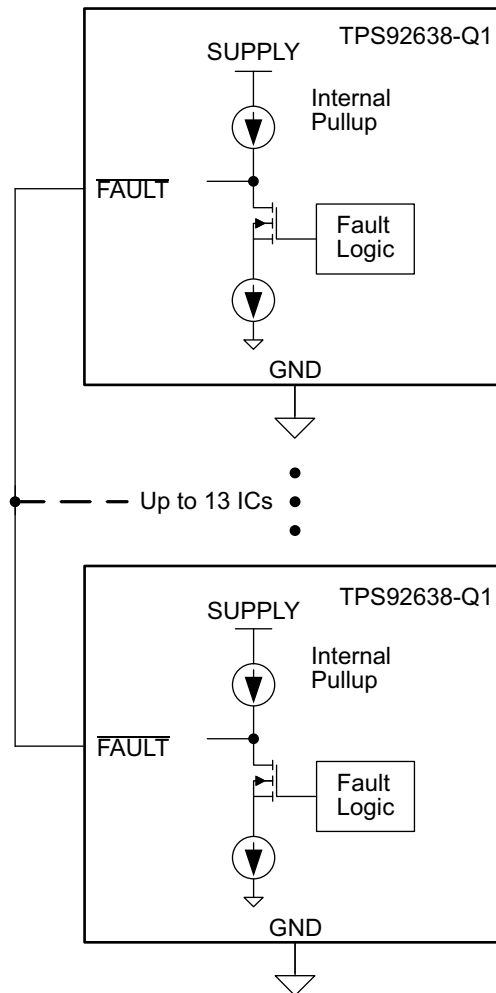 TPS92638-Q1
SUPPLY
Internal
Pullup
FAULT
Fault
Logic
GND
Up to 13 ICs
TPS92638-Q1
SUPPLY
Internal
Pullup
FAULT
Fault
Logic
GND